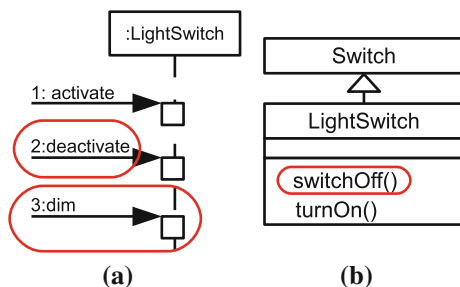 :LightSwitch
1: activate
2:deactivate
3:dim
(a)
Switch
LightSwitch
switchOff()
turnOn()
(b)